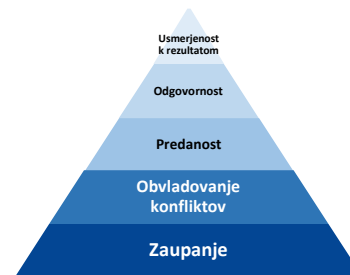 Usmerjenost
k rezultatom
Odgovornost
Predanost
Obvladovanje
konfliktov
Zaupanje